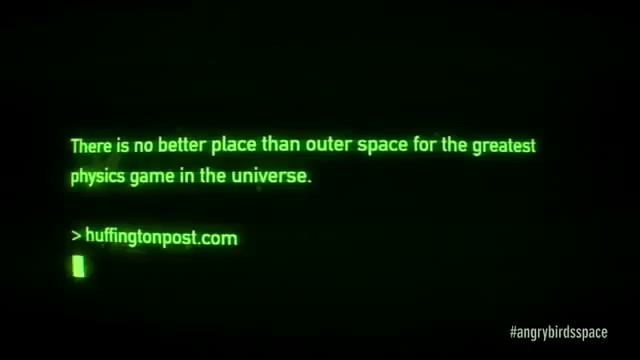 There is no better place than outer space for the greatest
physics game in the universe.
> huffingtonpost.com
#angrybirdsspace